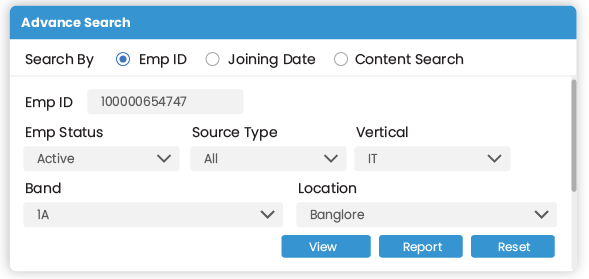 Advance Search
Search By Emp ID Joining Date Content Search
Emp ID 100000654747
Emp Status Source Type Vertical
Active All IT
Band Location
1A Banglore
View Report Reset